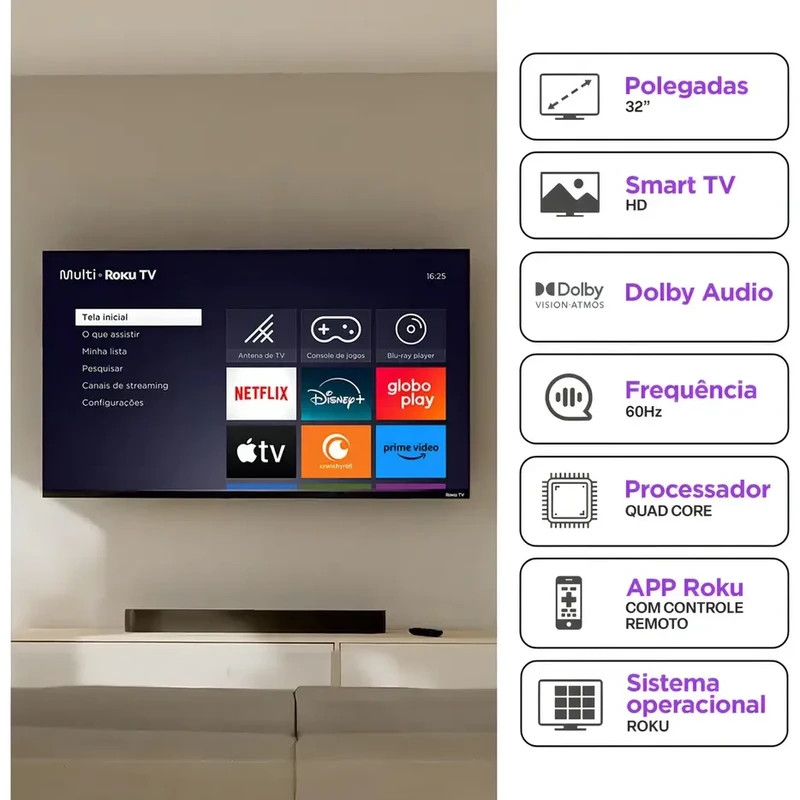 Multi • Roku TV
16:25
Tela inicial
O que assistir
Minha lista
Pesquisar
Canais de streaming
Configurações
Antena de TV
Console de jogos
Blu-ray player
NETFLIX
Disney+
globo
play
tv
crunchyroll
prime video
Roku TV
Polegadas
32”
Smart TV
HD
Dolby
VISION·ATMOS
Dolby Audio
Frequência
60Hz
Processador
QUAD CORE
APP Roku
COM CONTROLE
REMOTO
Sistema
operacional
ROKU